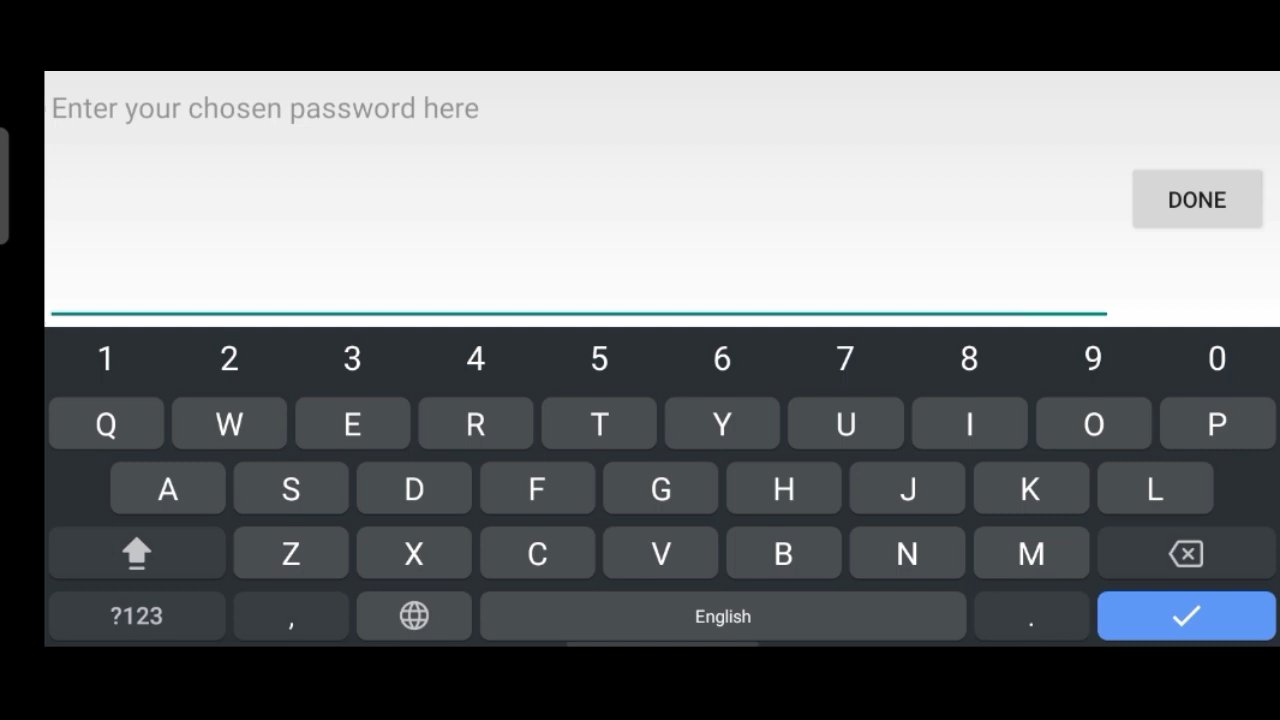 Enter your chosen password here
DONE
1 2 3 4 5 6 7 8 9 0
Q W E R T Y U I O P
A S D F G H J K L
Z X C V B N M
?123 , English .